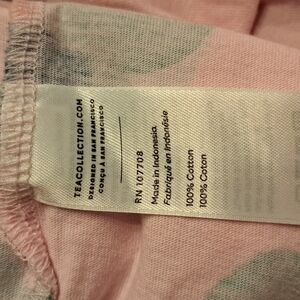 TEACOLLECTION.COM
DESIGNED IN SAN FRANCISCO
CONÇU À SAN FRANCISCO
RN 107708
Made in Indonesia
Fabriqué en Indonésie
100% Cotton
100% Coton